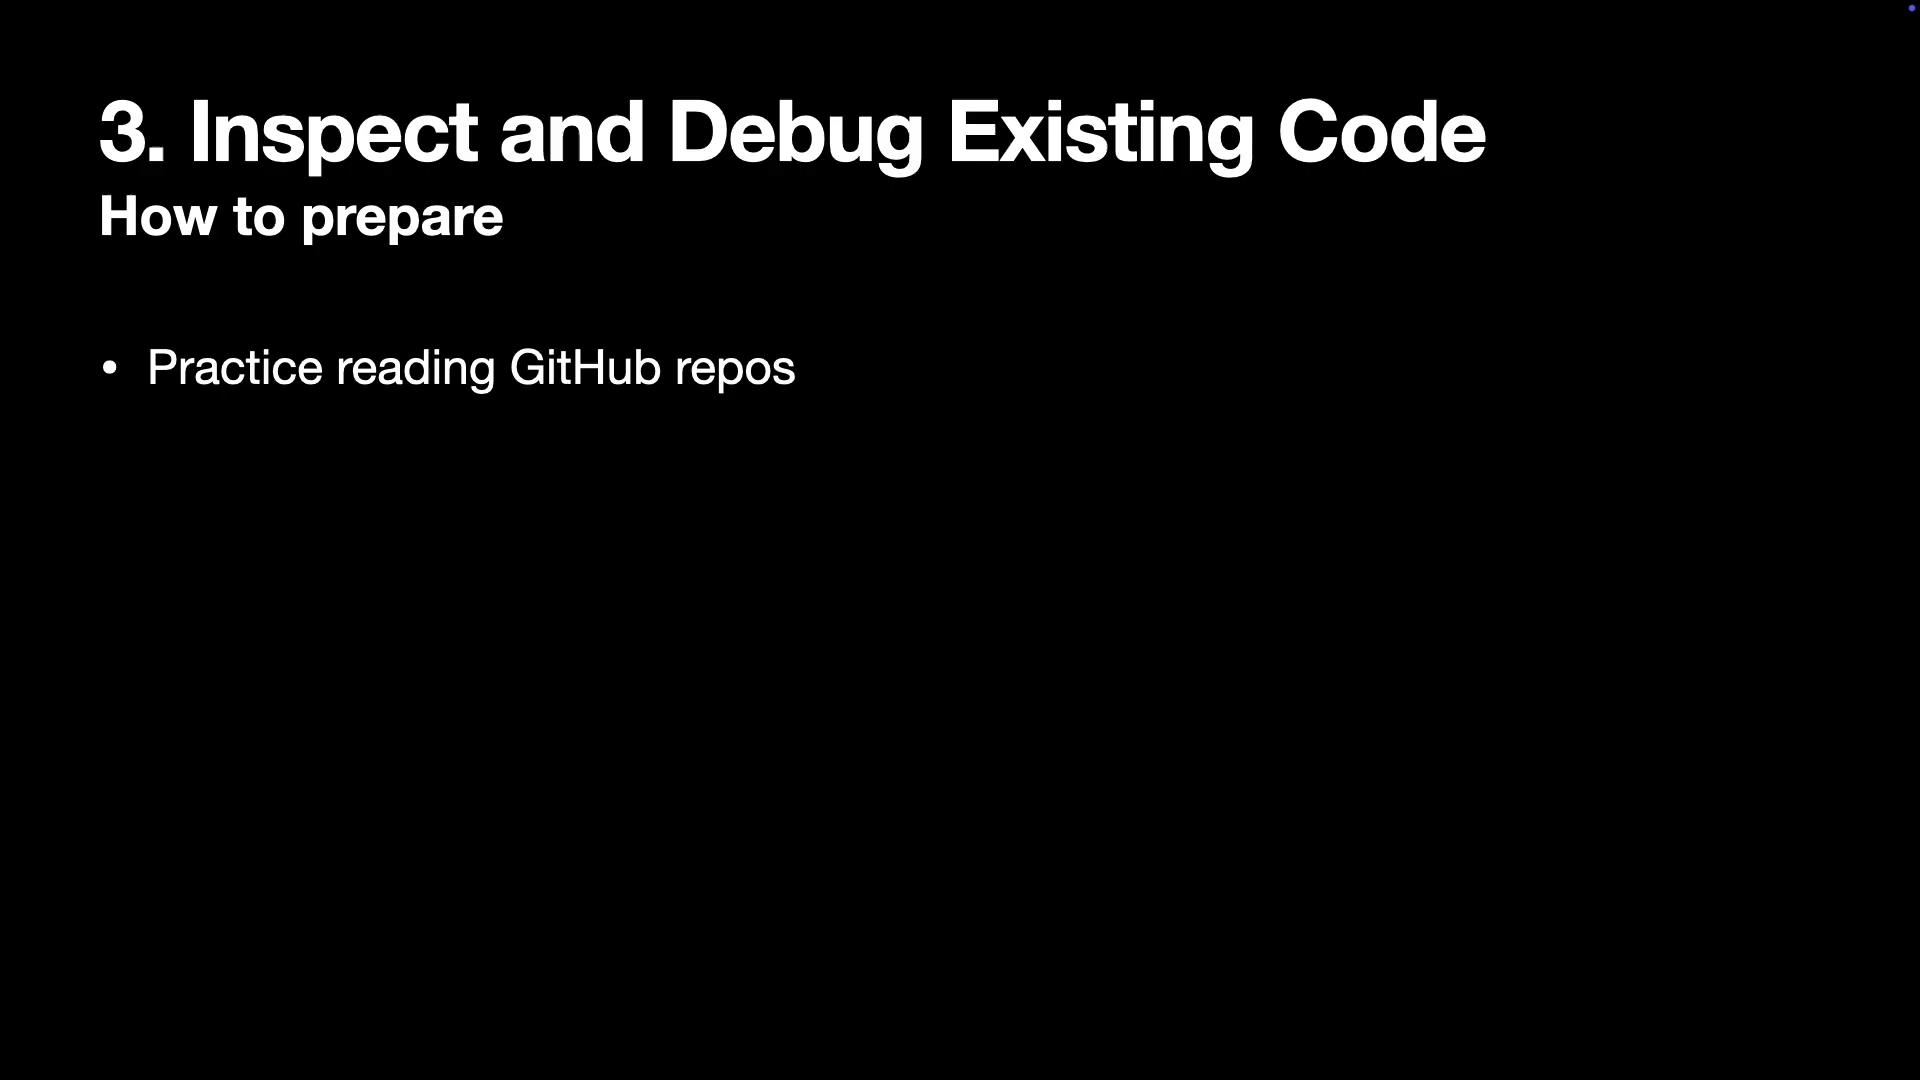 3. Inspect and Debug Existing Code
How to prepare
• Practice reading GitHub repos